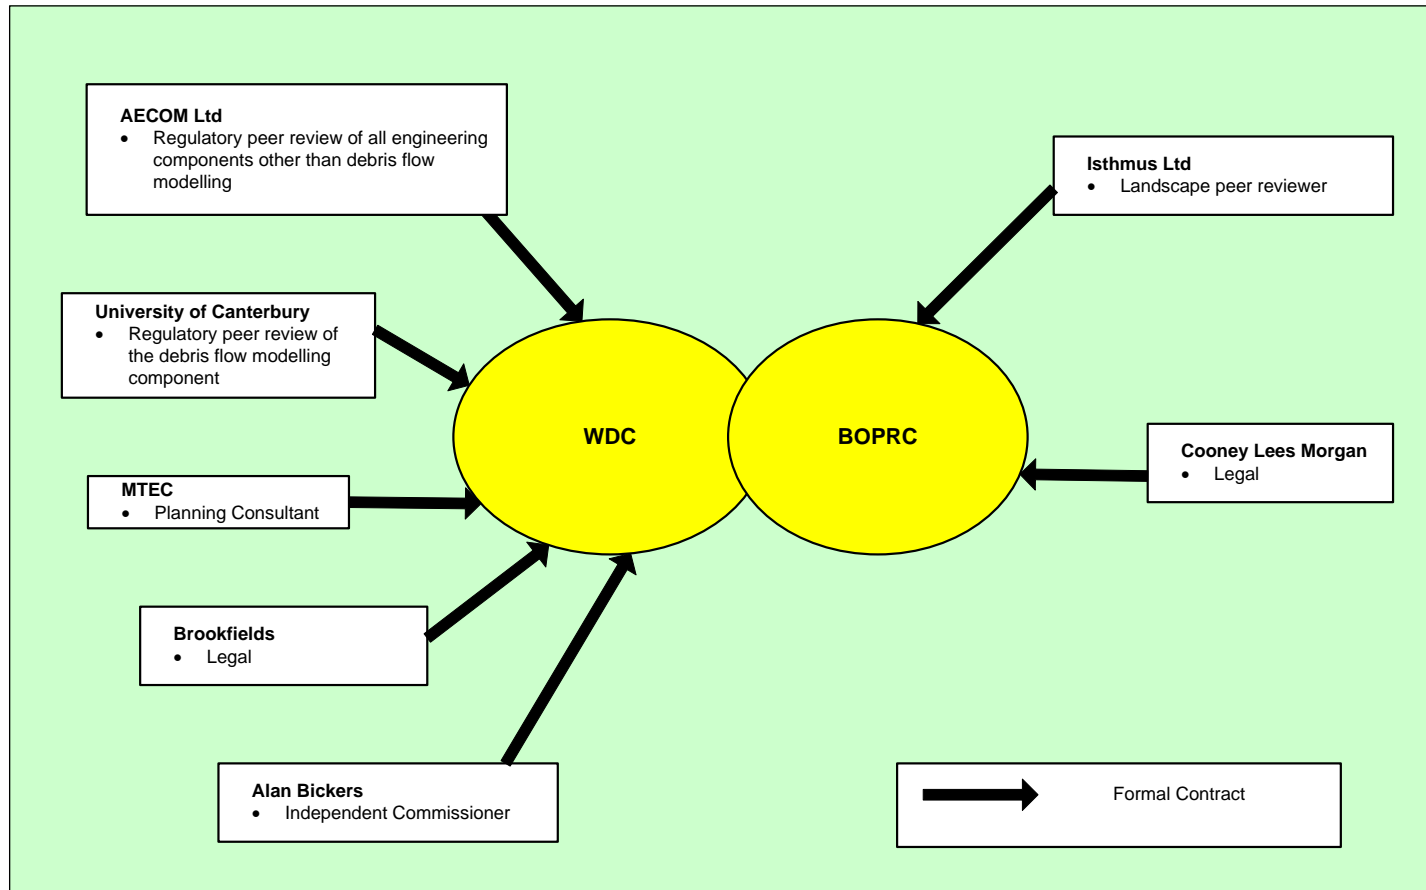 AECOM Ltd
• Regulatory peer review of all engineering
components other than debris flow
modelling
Isthmus Ltd
• Landscape peer reviewer
University of Canterbury
• Regulatory peer review of
the debris flow modelling
component
WDC
BOPRC
Cooney Lees Morgan
• Legal
MTEC
• Planning Consultant
Brookfields
• Legal
Alan Bickers
• Independent Commissioner
Formal Contract